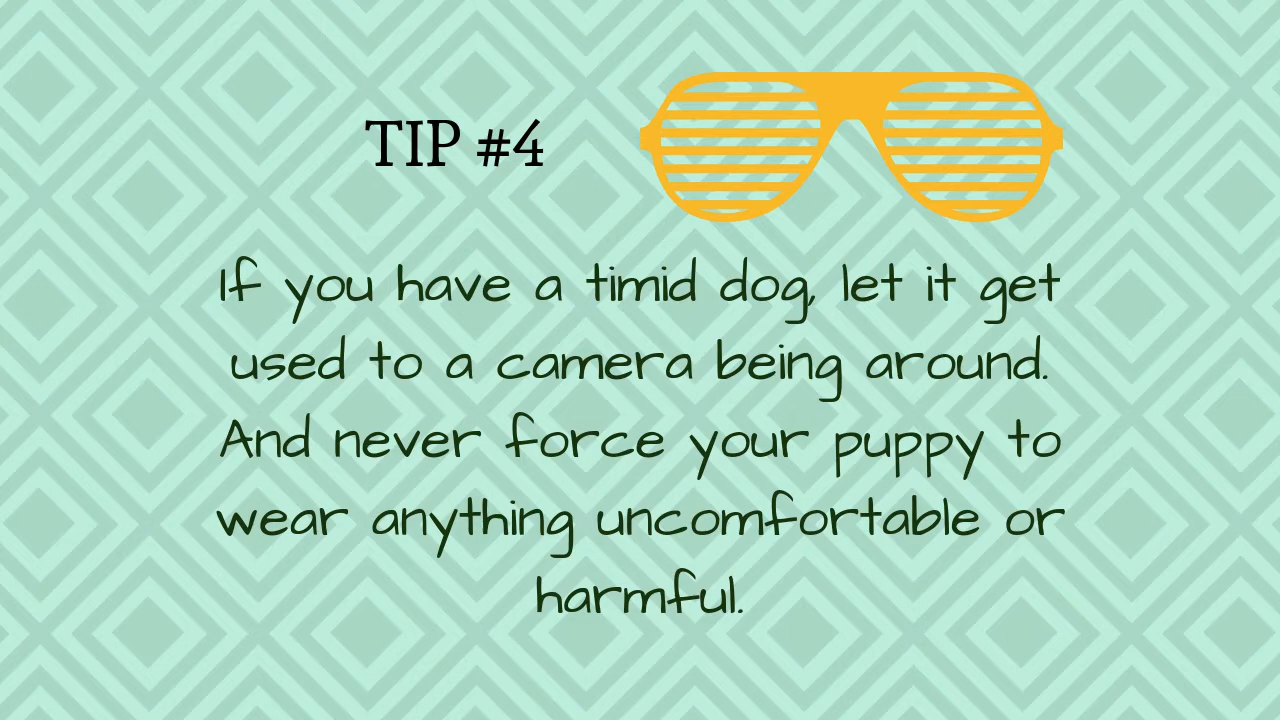 TIP #4
If you have a timid dog, let it get
used to a camera being around.
And never force your puppy to
wear anything uncomfortable or
harmful.